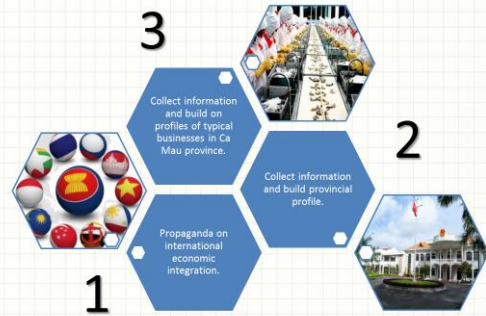 3
Collect information
and build on
profiles of typical
businesses in Ca
Mau province.
2
Collect information
and build provincial
profile.
Propaganda on
international
economic
integration.
1